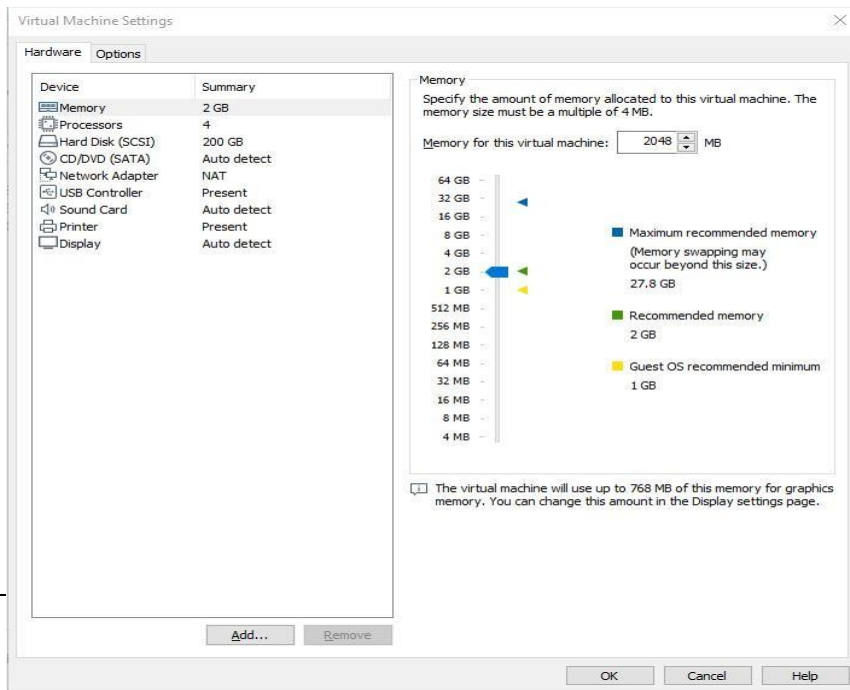 Virtual Machine Settings
Hardware Options
Device Summary
Memory 2 GB
Processors 4
Hard Disk (SCSI) 200 GB
CD/DVD (SATA) Auto detect
Network Adapter NAT
USB Controller Present
Sound Card Auto detect
Printer Present
Display Auto detect
Add... Remove
Memory
Specify the amount of memory allocated to this virtual machine. The
memory size must be a multiple of 4 MB.
Memory for this virtual machine: 2048 MB
64 GB
32 GB
16 GB
8 GB
4 GB
2 GB
1 GB
512 MB
256 MB
128 MB
64 MB
32 MB
16 MB
8 MB
4 MB
Maximum recommended memory
(Memory swapping may
occur beyond this size.)
27.8 GB
Recommended memory
2 GB
Guest OS recommended minimum
1 GB
The virtual machine will use up to 768 MB of this memory for graphics
memory. You can change this amount in the Display settings page.
OK Cancel Help